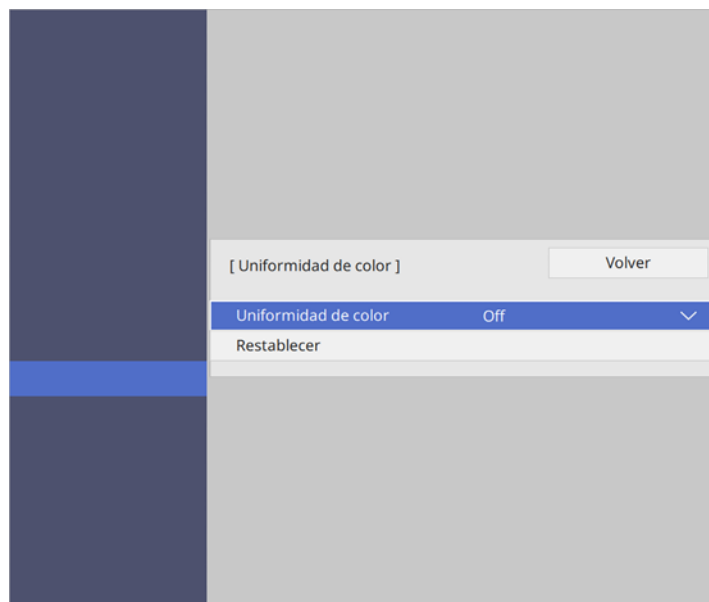 [ Uniformidad de color ] Volver
Uniformidad de color Off
Restablecer